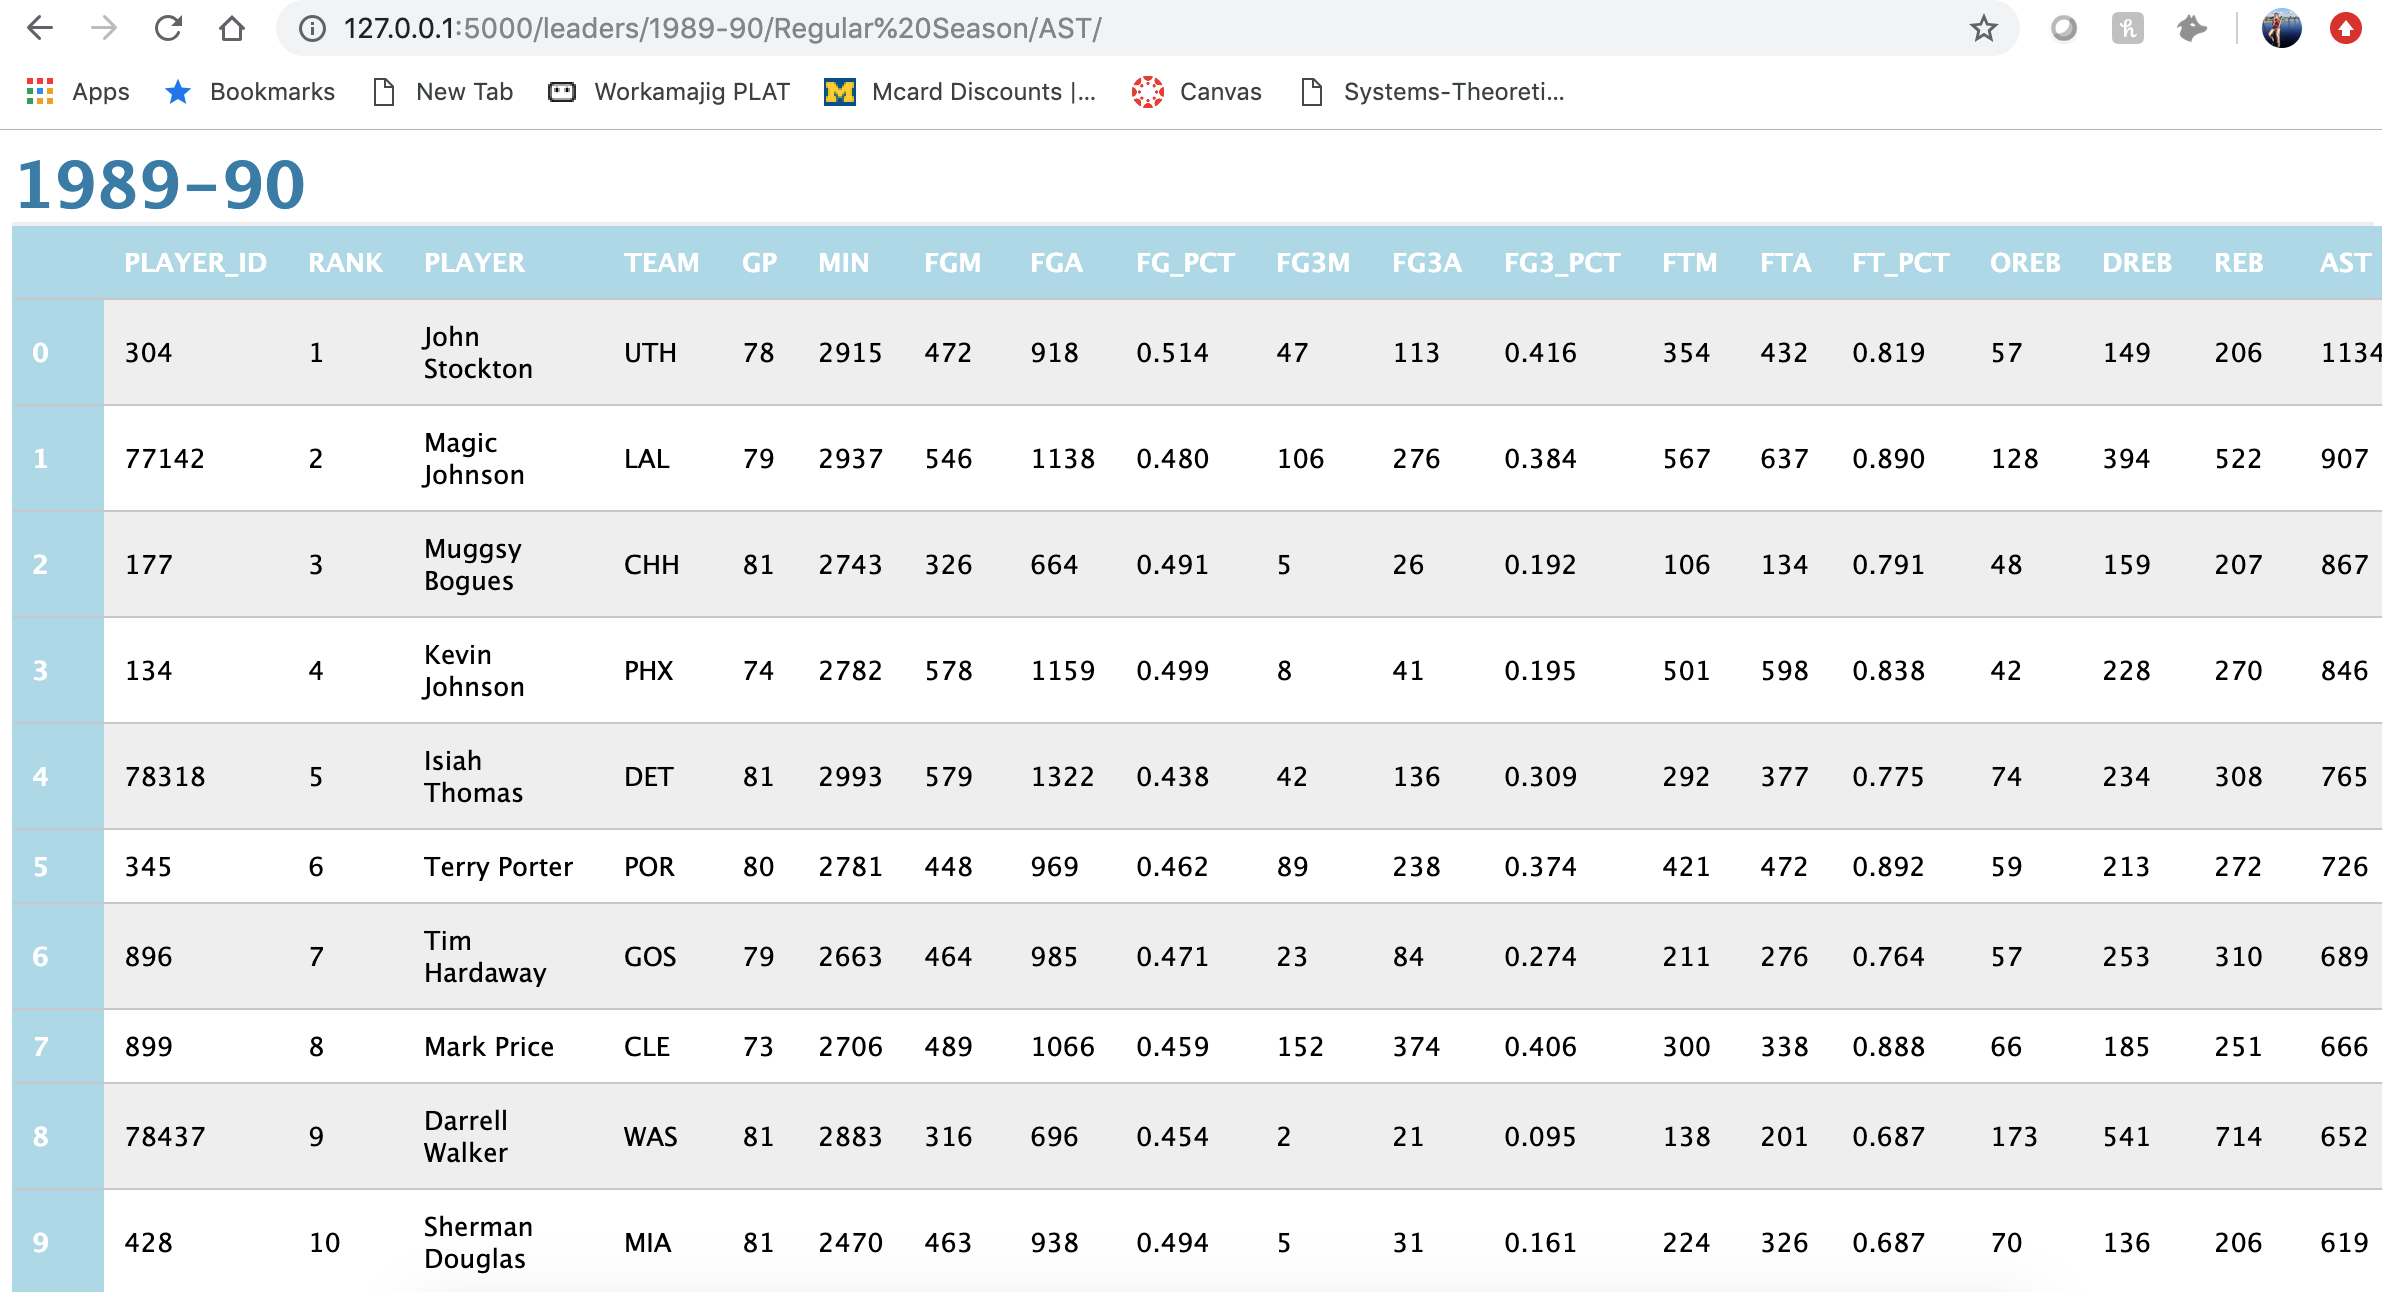 127.0.0.1:5000/leaders/1989-90/Regular%20Season/AST/
Apps Bookmarks New Tab Workamajig PLAT Mcard Discounts |... Canvas Systems-Theoreti...
1989-90
PLAYER_ID RANK PLAYER TEAM GP MIN FGM FGA FG_PCT FG3M FG3A FG3_PCT FTM FTA FT_PCT OREB DREB REB AST
0 304 1 John Stockton UTH 78 2915 472 918 0.514 47 113 0.416 354 432 0.819 57 149 206 1134
1 77142 2 Magic Johnson LAL 79 2937 546 1138 0.480 106 276 0.384 567 637 0.890 128 394 522 907
2 177 3 Muggsy Bogues CHH 81 2743 326 664 0.491 5 26 0.192 106 134 0.791 48 159 207 867
3 134 4 Kevin Johnson PHX 74 2782 578 1159 0.499 8 41 0.195 501 598 0.838 42 228 270 846
4 78318 5 Isiah Thomas DET 81 2993 579 1322 0.438 42 136 0.309 292 377 0.775 74 234 308 765
5 345 6 Terry Porter POR 80 2781 448 969 0.462 89 238 0.374 421 472 0.892 59 213 272 726
6 896 7 Tim Hardaway GOS 79 2663 464 985 0.471 23 84 0.274 211 276 0.764 57 253 310 689
7 899 8 Mark Price CLE 73 2706 489 1066 0.459 152 374 0.406 300 338 0.888 66 185 251 666
8 78437 9 Darrell Walker WAS 81 2883 316 696 0.454 2 21 0.095 138 201 0.687 173 541 714 652
9 428 10 Sherman Douglas MIA 81 2470 463 938 0.494 5 31 0.161 224 326 0.687 70 136 206 619